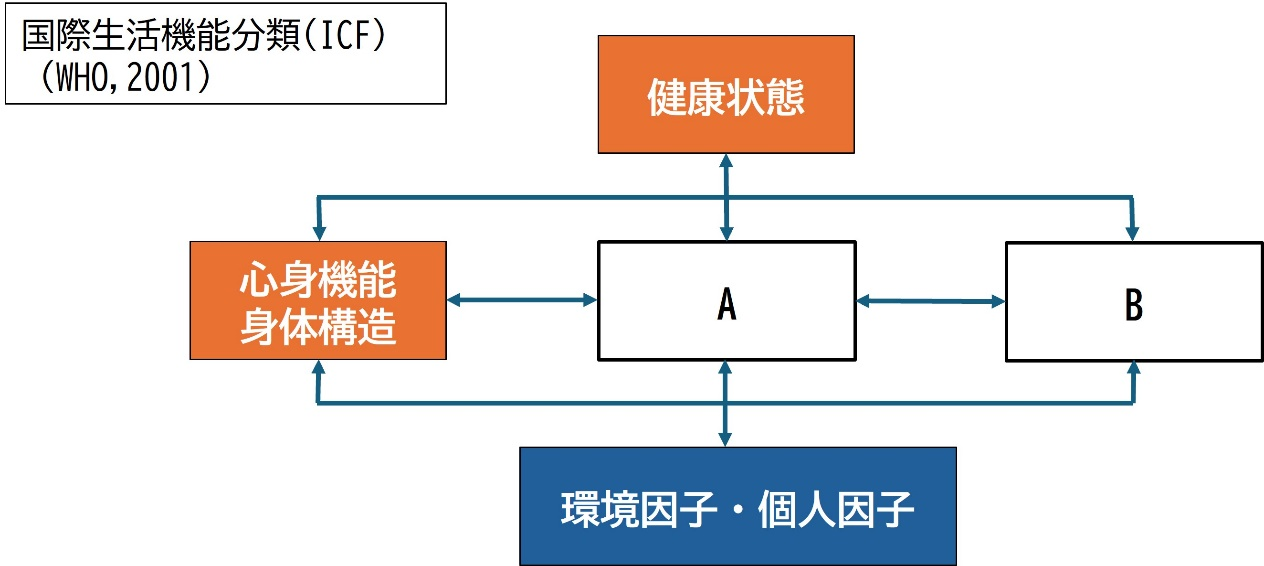 国際生活機能分類(ICF)
(WHO,2001)
健康状態
心身機能
身体構造
A
B
環境因子・個人因子